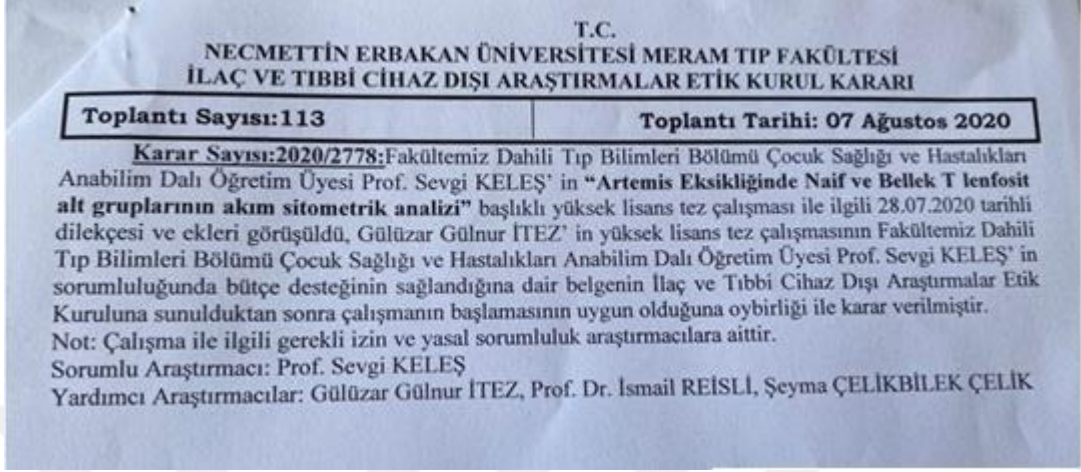 T.C.
NECMETTİN ERBAKAN ÜNİVERSİTESİ MERAM TIP FAKÜLTESİ
İLAÇ VE TIBBİ CİHAZ DIŞI ARAŞTIRMALAR ETİK KURUL KARARI
Toplantı Sayısı:113 Toplantı Tarihi: 07 Ağustos 2020
Karar Sayısı:2020/2778:Fakültemiz Dahili Tıp Bilimleri Bölümü Çocuk Sağlığı ve Hastalıkları
Anabilim Dalı Öğretim Üyesi Prof. Sevgi KELEŞ' in "Artemis Eksikliğinde Naif ve Bellek T lenfosit
alt gruplarının akım sitometrik analizi" başlıklı yüksek lisans tez çalışması ile ilgili 28.07.2020 tarihli
dilekçesi ve ekleri görüşüldü, Gülüzar Gülnur İTEZ' in yüksek lisans tez çalışmasının Fakültemiz Dahili
Tıp Bilimleri Bölümü Çocuk Sağlığı ve Hastalıkları Anabilim Dalı Öğretim Üyesi Prof. Sevgi KELEŞ' in
sorumluluğunda bütçe desteğinin sağlandığına dair belgenin İlaç ve Tıbbi Cihaz Dışı Araştırmalar Etik
Kuruluna sunulduktan sonra çalışmanın başlamasının uygun olduğuna oybirliği ile karar verilmiştir.
Not: Çalışma ile ilgili gerekli izin ve yasal sorumluluk araştırmacılara aittir.
Sorumlu Araştırmacı: Prof. Sevgi KELEŞ
Yardımcı Araştırmacılar: Gülüzar Gülnur İTEZ, Prof. Dr. İsmail REİSLİ, Şeyma ÇELİKBİLEK ÇELİK